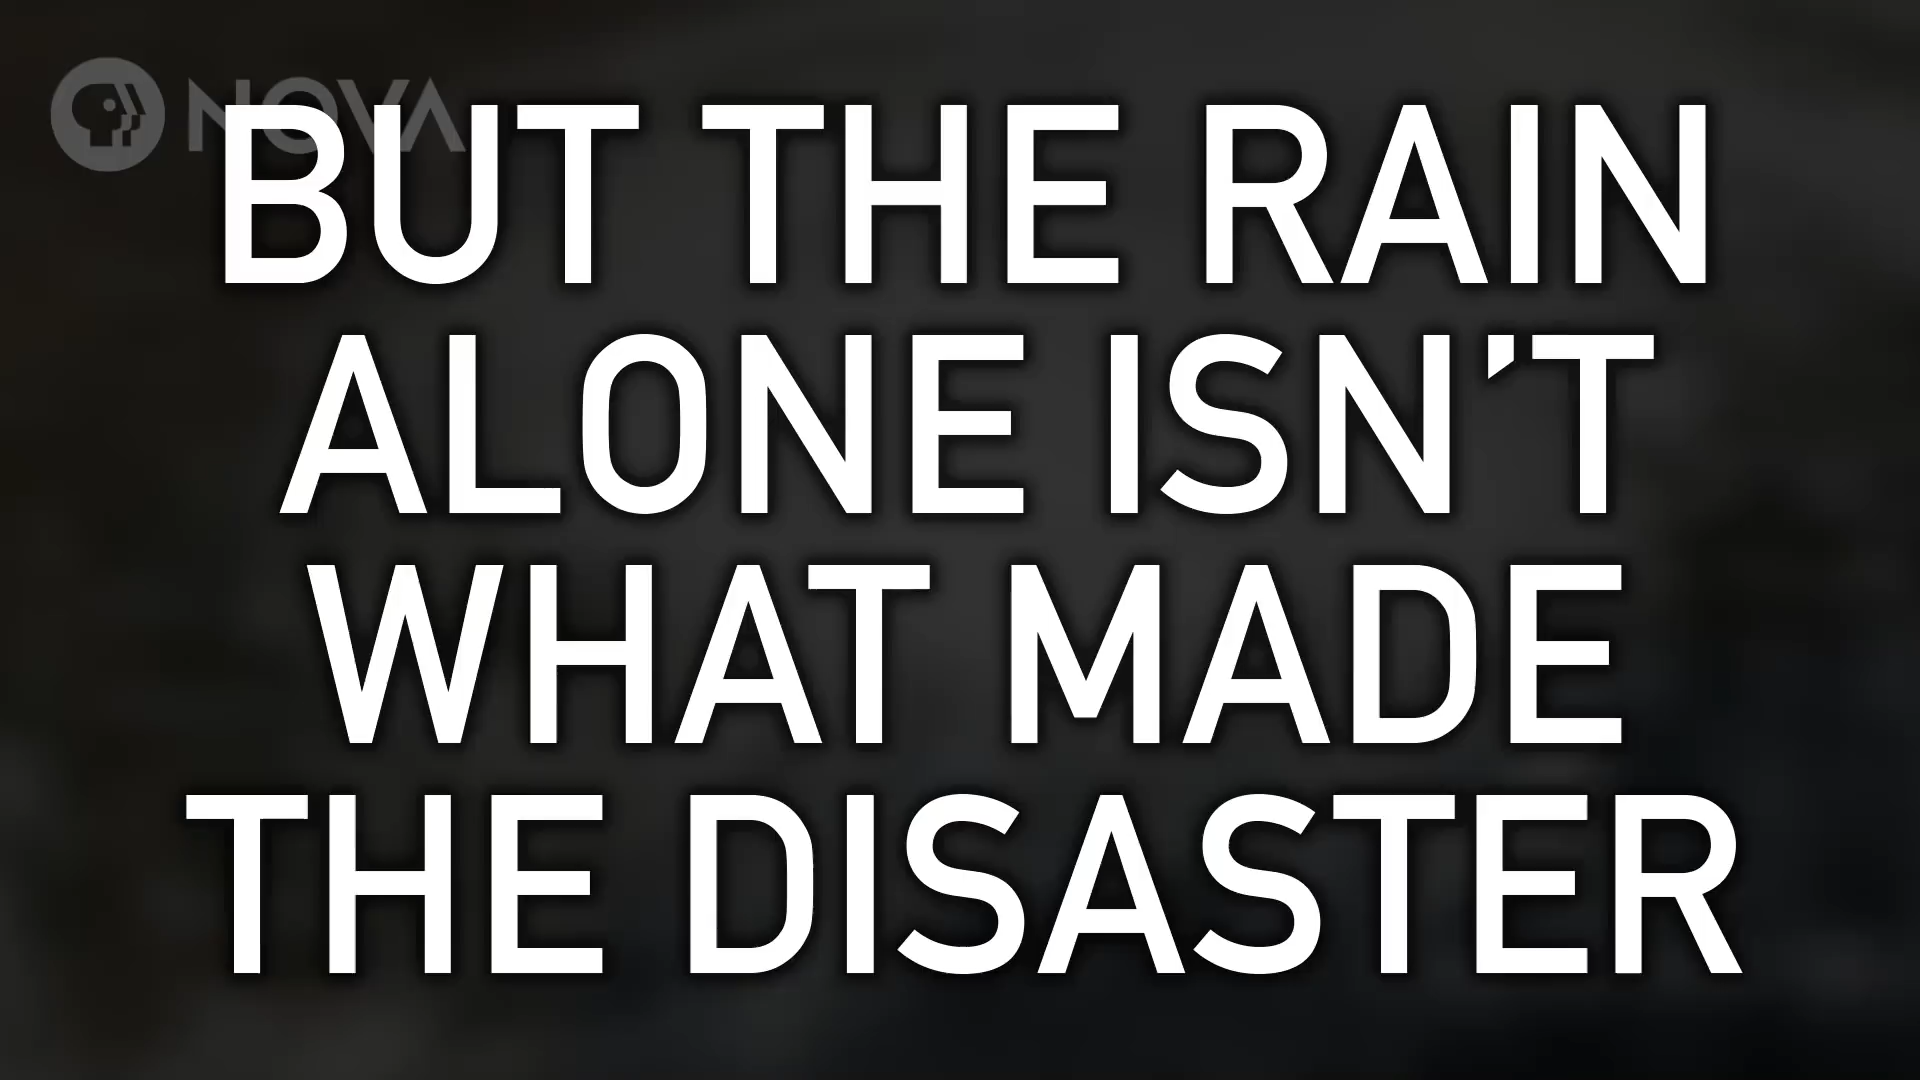 NOVA
BUT THE RAIN
ALONE ISN'T
WHAT MADE
THE DISASTER